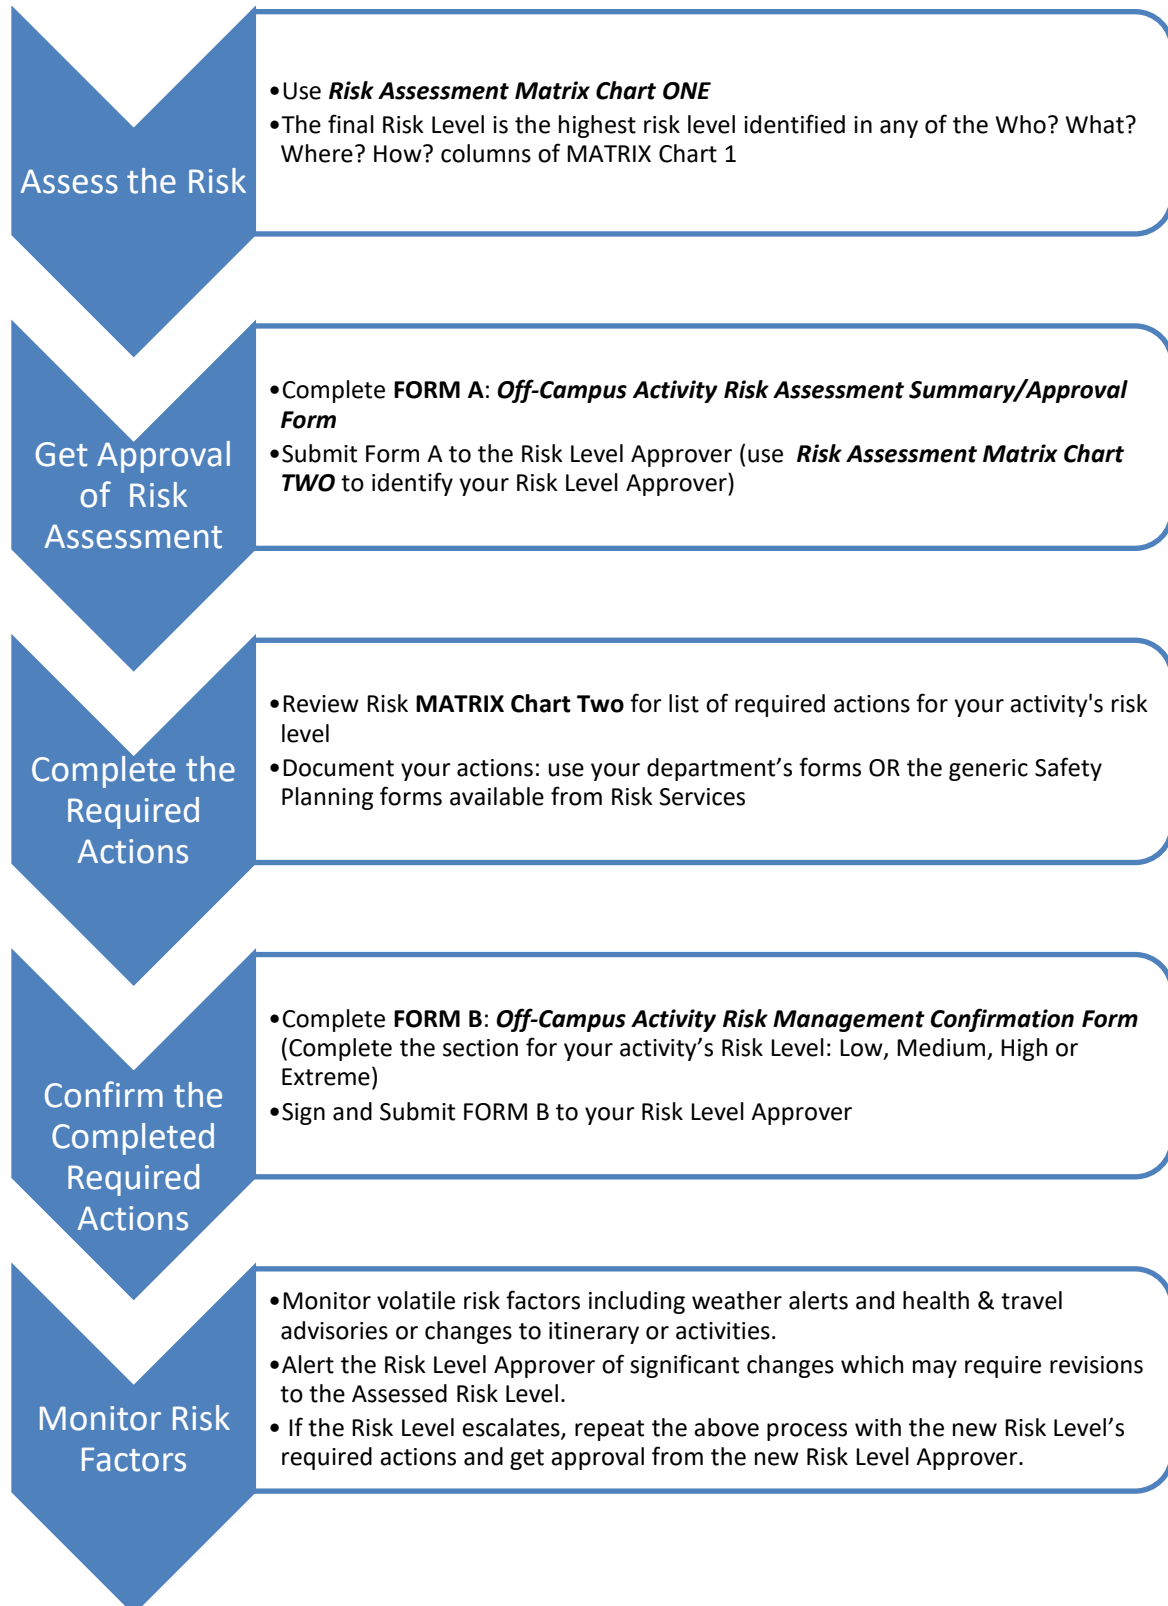 Assess the Risk
•Use Risk Assessment Matrix Chart ONE
•The final Risk Level is the highest risk level identified in any of the Who? What?
Where? How? columns of MATRIX Chart 1
Get Approval
of Risk
Assessment
•Complete FORM A: Off-Campus Activity Risk Assessment Summary/Approval
Form
•Submit Form A to the Risk Level Approver (use Risk Assessment Matrix Chart
TWO to identify your Risk Level Approver)
Complete the
Required
Actions
•Review Risk MATRIX Chart Two for list of required actions for your activity's risk
level
•Document your actions: use your department’s forms OR the generic Safety
Planning forms available from Risk Services
Confirm the
Completed
Required
Actions
•Complete FORM B: Off-Campus Activity Risk Management Confirmation Form
(Complete the section for your activity’s Risk Level: Low, Medium, High or
Extreme)
•Sign and Submit FORM B to your Risk Level Approver
Monitor Risk
Factors
•Monitor volatile risk factors including weather alerts and health & travel
advisories or changes to itinerary or activities.
•Alert the Risk Level Approver of significant changes which may require revisions
to the Assessed Risk Level.
• If the Risk Level escalates, repeat the above process with the new Risk Level’s
required actions and get approval from the new Risk Level Approver.